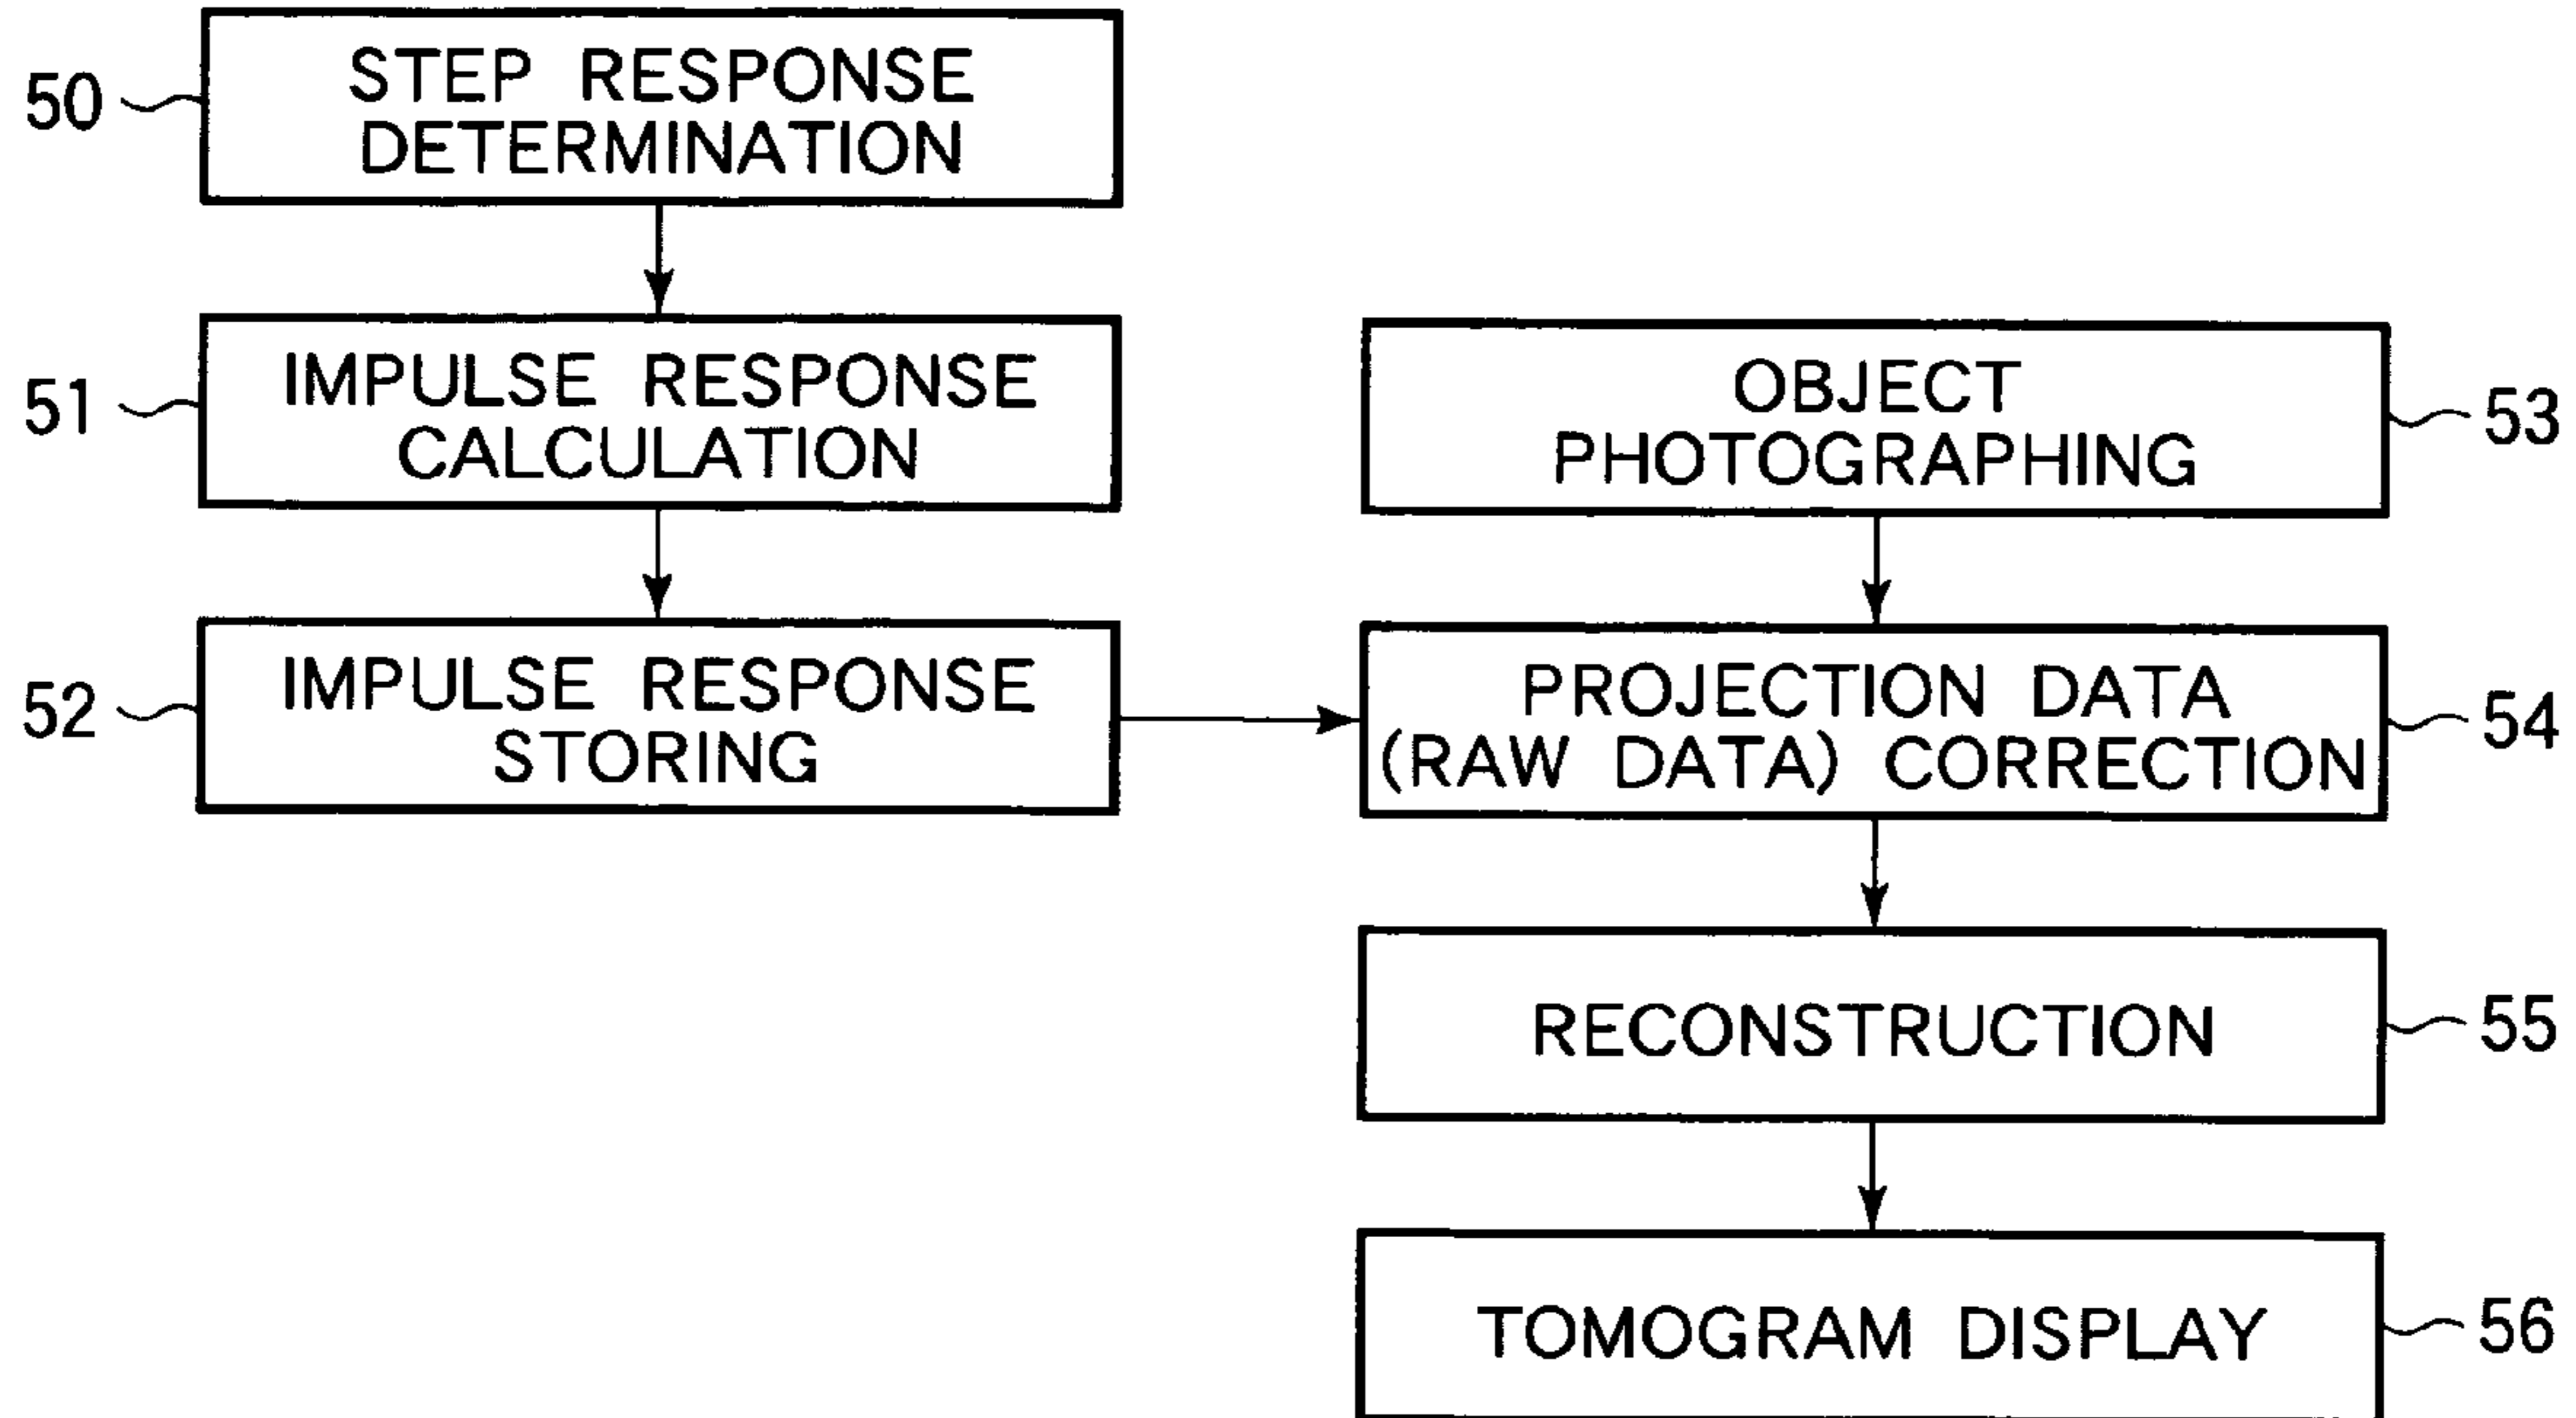 50
STEP RESPONSE
DETERMINATION
51
IMPULSE RESPONSE
CALCULATION
52
IMPULSE RESPONSE
STORING
OBJECT
PHOTOGRAPHING
53
PROJECTION DATA
(RAW DATA) CORRECTION
54
RECONSTRUCTION
55
TOMOGRAM DISPLAY
56